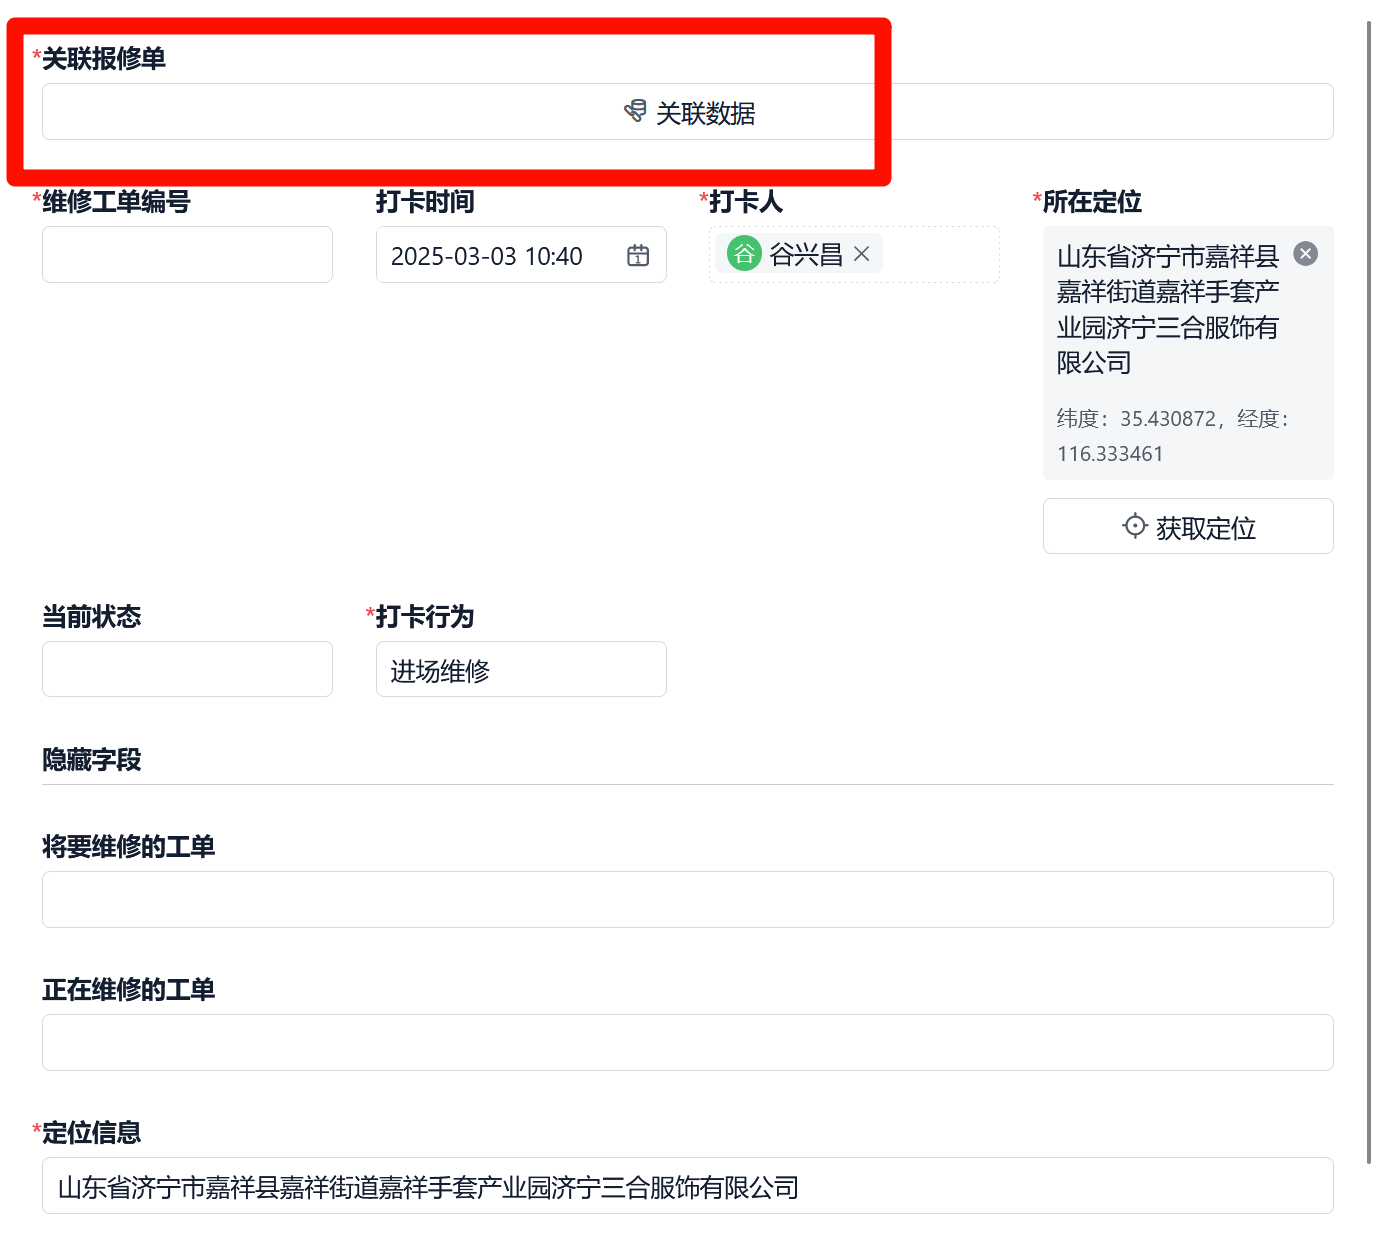 *关联报修单
关联数据
*维修工单编号
打卡时间
*打卡人
*所在定位
2025-03-03 10:40
谷 谷兴昌
山东省济宁市嘉祥县
嘉祥街道嘉祥手套产
业园济宁三合服饰有
限公司
纬度：35.430872，经度：
116.333461
获取定位
当前状态
*打卡行为
进场维修
隐藏字段
将要维修的工单
正在维修的工单
*定位信息
山东省济宁市嘉祥县嘉祥街道嘉祥手套产业园济宁三合服饰有限公司